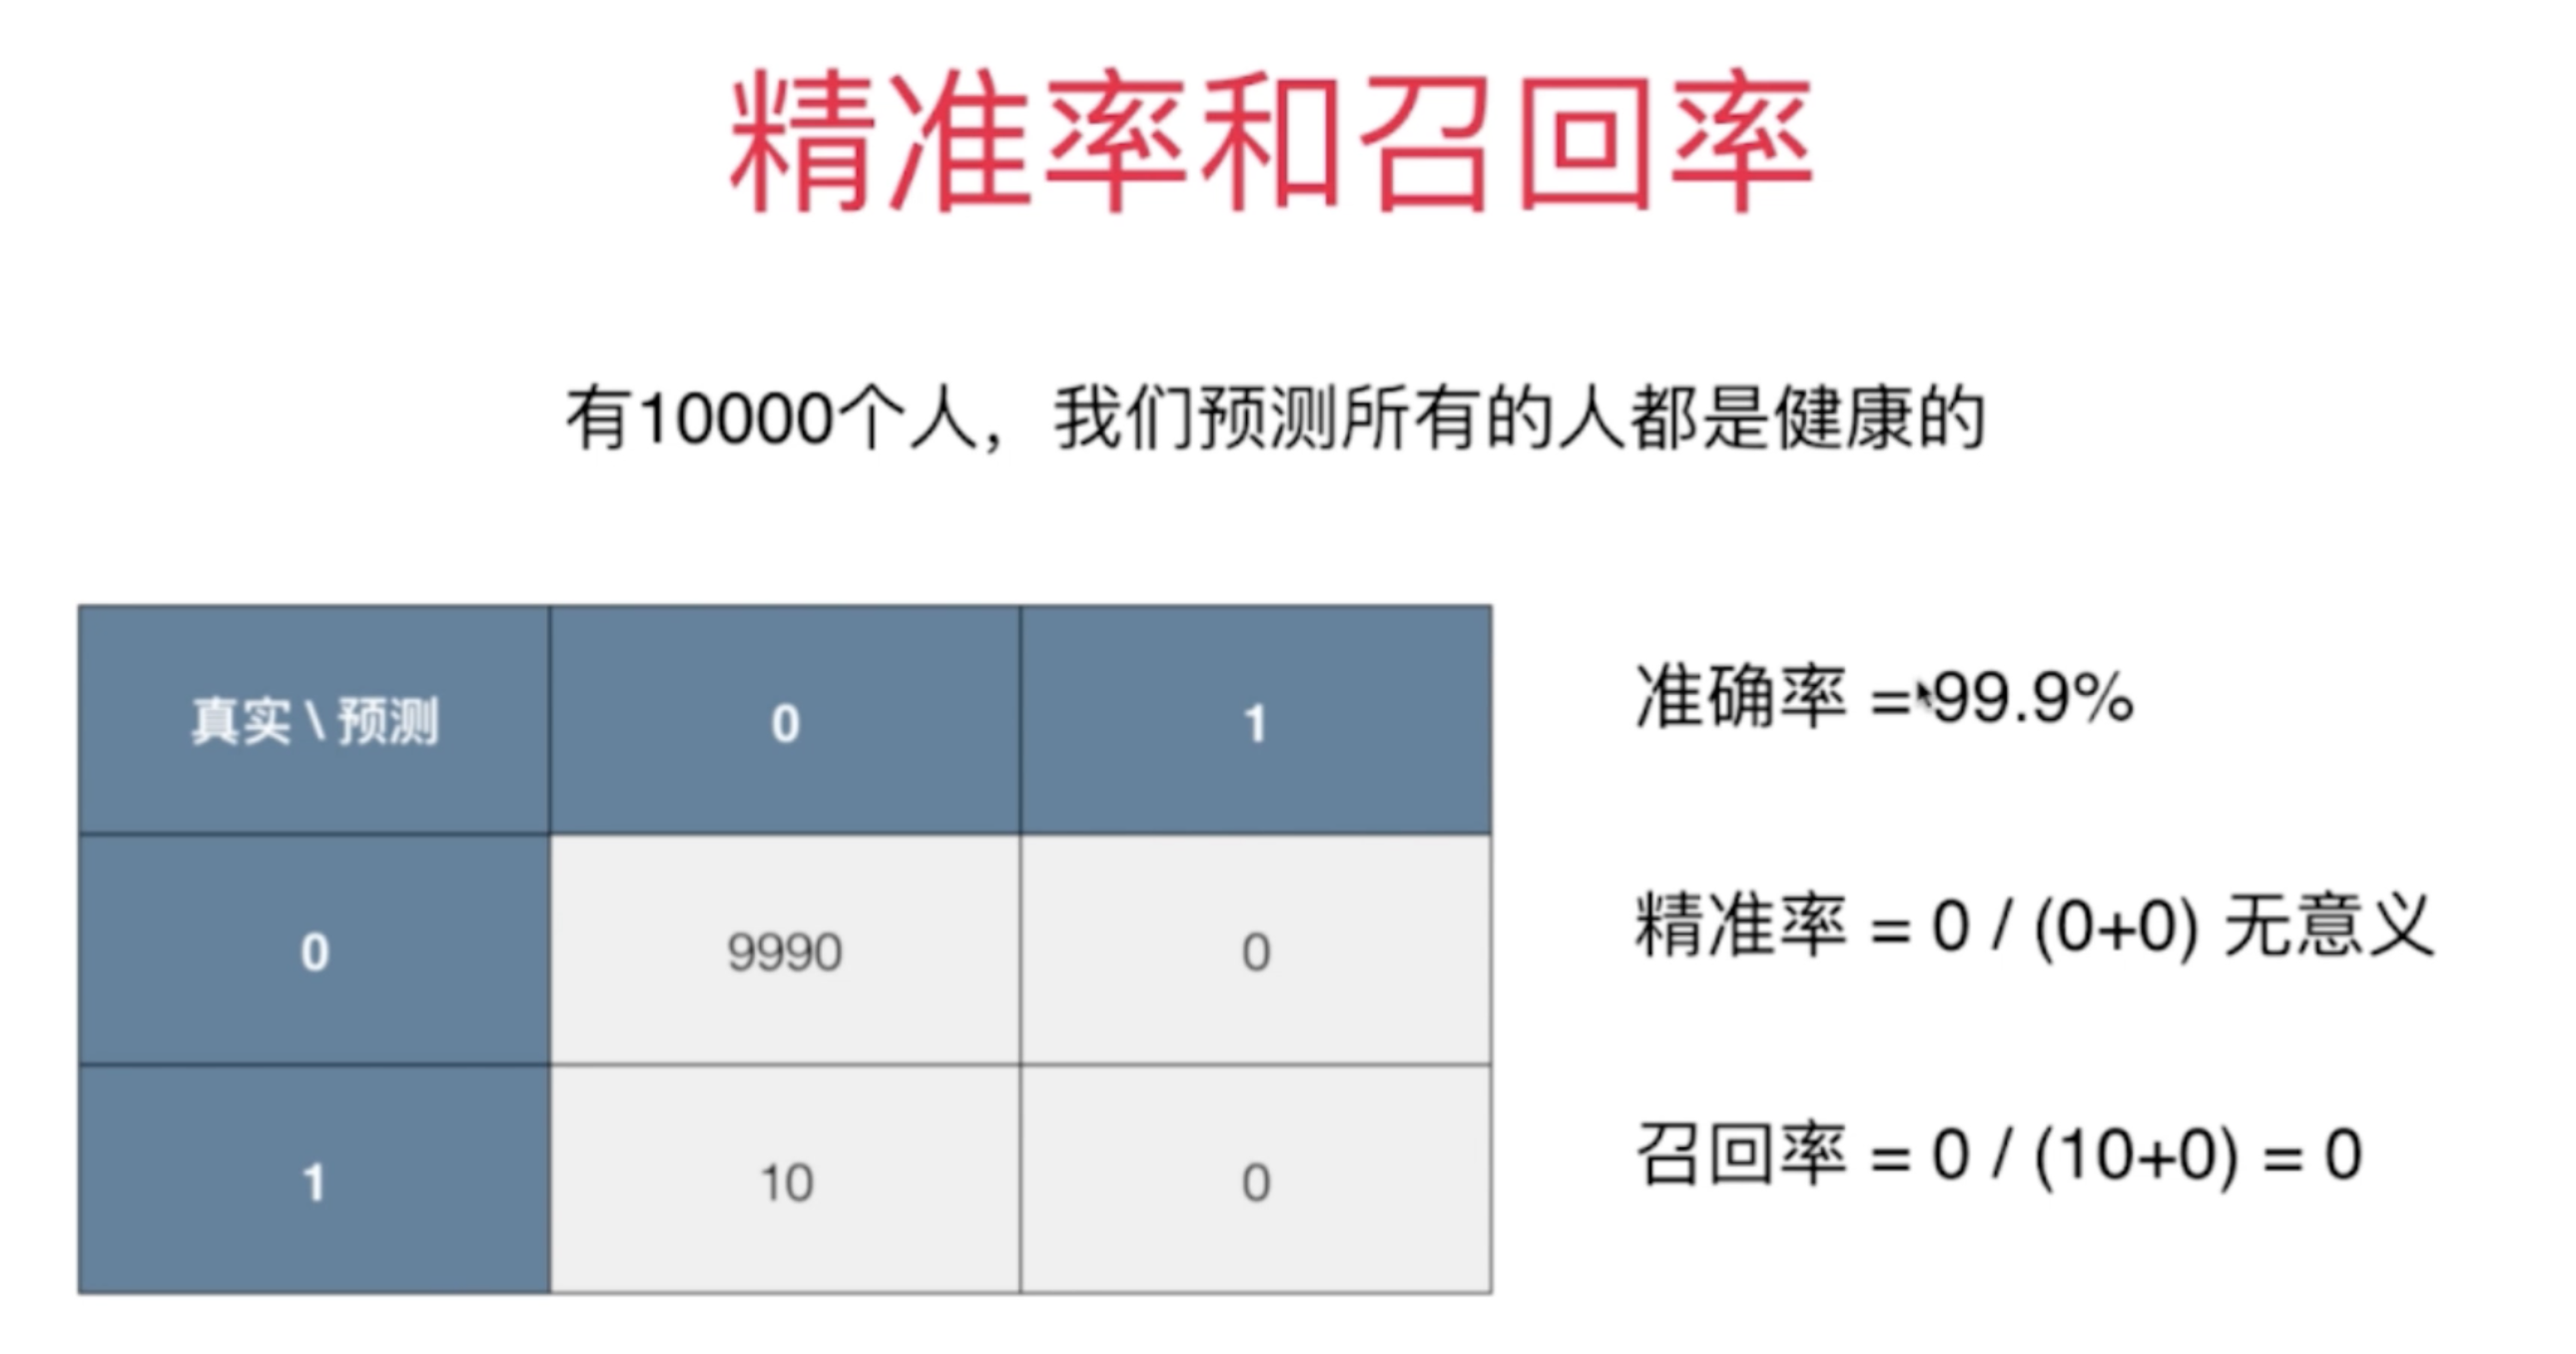 精准率和召回率
有10000个人，我们预测所有的人都是健康的
真实 \ 预测 0 1
0 9990 0
1 10 0
准确率 = 99.9%
精准率 = 0 / (0+0) 无意义
召回率 = 0 / (10+0) = 0